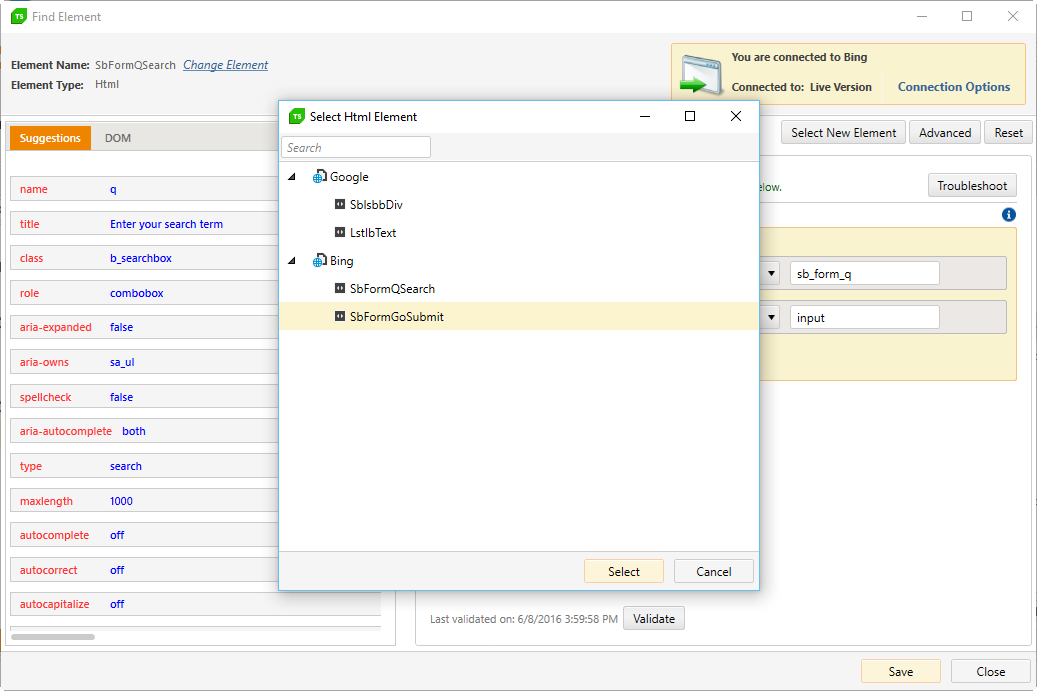 TS Find Element
Element Name: SbFormQSearch Change Element
Element Type: Html
You are connected to Bing
Connected to: Live Version Connection Options
Suggestions DOM
Select New Element Advanced Reset
name q
title Enter your search term
class b_searchbox
role combobox
aria-expanded false
aria-owns sa_ul
spellcheck false
aria-autocomplete both
type search
maxlength 1000
autocomplete off
autocorrect off
autocapitalize off
TS Select Html Element
Search
Google
SblsbbDiv
LstIbText
Bing
SbFormQSearch
SbFormGoSubmit
Select Cancel
elow.
Troubleshoot
sb_form_q
input
Last validated on: 6/8/2016 3:59:58 PM Validate
Save Close